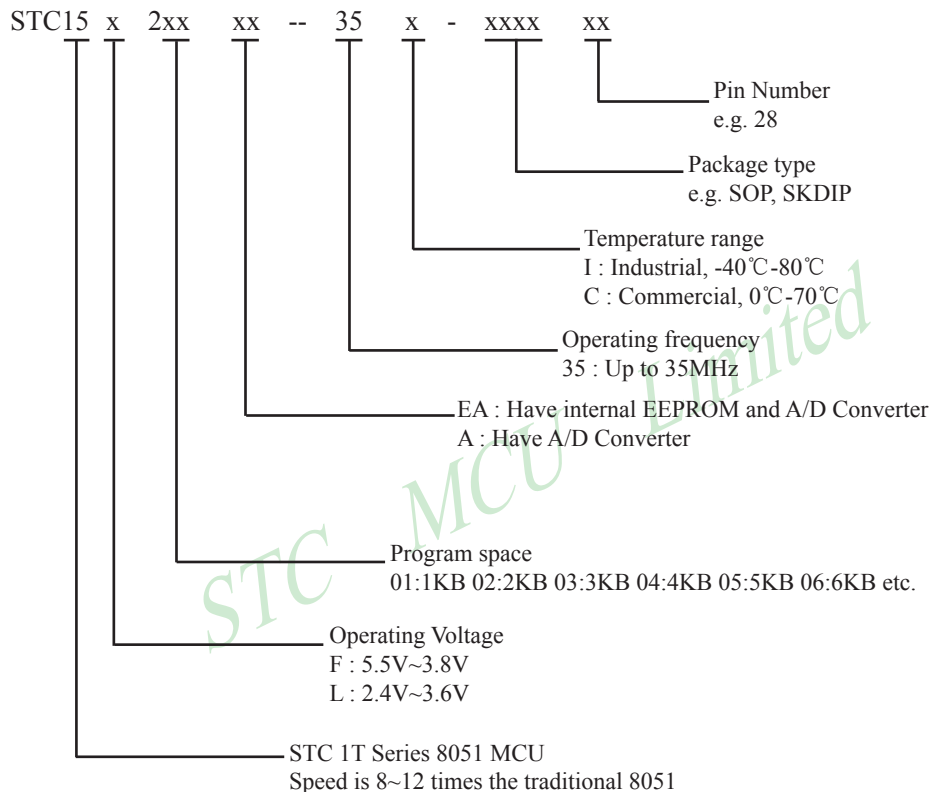 STC15 x 2xx xx -- 35 x - xxxx xx
Pin Number
e.g. 28
Package type
e.g. SOP, SKDIP
Temperature range
I : Industrial, -40℃-80℃
C : Commercial, 0℃-70℃
Operating frequency
35 : Up to 35MHz
EA : Have internal EEPROM and A/D Converter
A : Have A/D Converter
Program space
01:1KB 02:2KB 03:3KB 04:4KB 05:5KB 06:6KB etc.
Operating Voltage
F : 5.5V~3.8V
L : 2.4V~3.6V
STC 1T Series 8051 MCU
Speed is 8~12 times the traditional 8051
STC MCU Limited